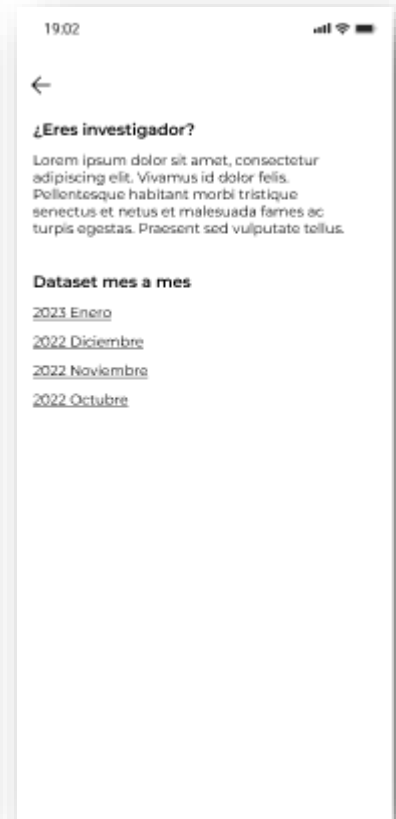 19:02
¿Eres investigador?
Lorem ipsum dolor sit amet, consectetur
adipiscing elit. Vivamus id dolor felis.
Pellentesque habitant morbi tristique
senectus et netus et malesuada fames ac
turpis egestas. Praesent sed vulputate tellus.
Dataset mes a mes
2023 Enero
2022 Diciembre
2022 Noviembre
2022 Octubre